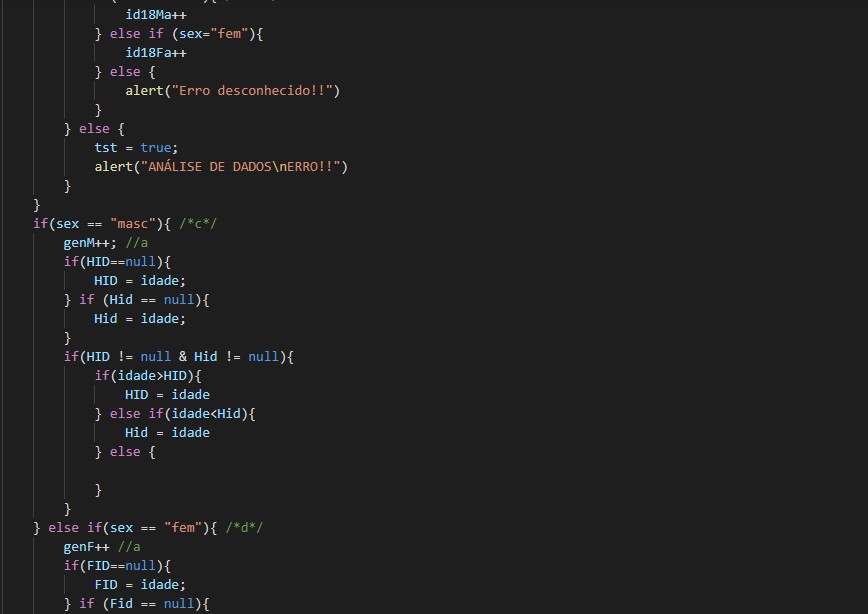 id18Ma++
} else if (sex="fem"){
id18Fa++
} else {
alert("Erro desconhecido!!")
}
} else {
tst = true;
alert("ANÁLISE DE DADOS\nERRO!!")
}
}
if(sex == "masc"){ /*c*/
genM++; //a
if(HID==null){
HID = idade;
} if (Hid == null){
Hid = idade;
}
if(HID != null & Hid != null){
if(idade>HID){
HID = idade
} else if(idade<Hid){
Hid = idade
} else {
}
}
} else if(sex == "fem"){ /*d*/
genF++ //a
if(FID==null){
FID = idade;
} if (Fid == null){